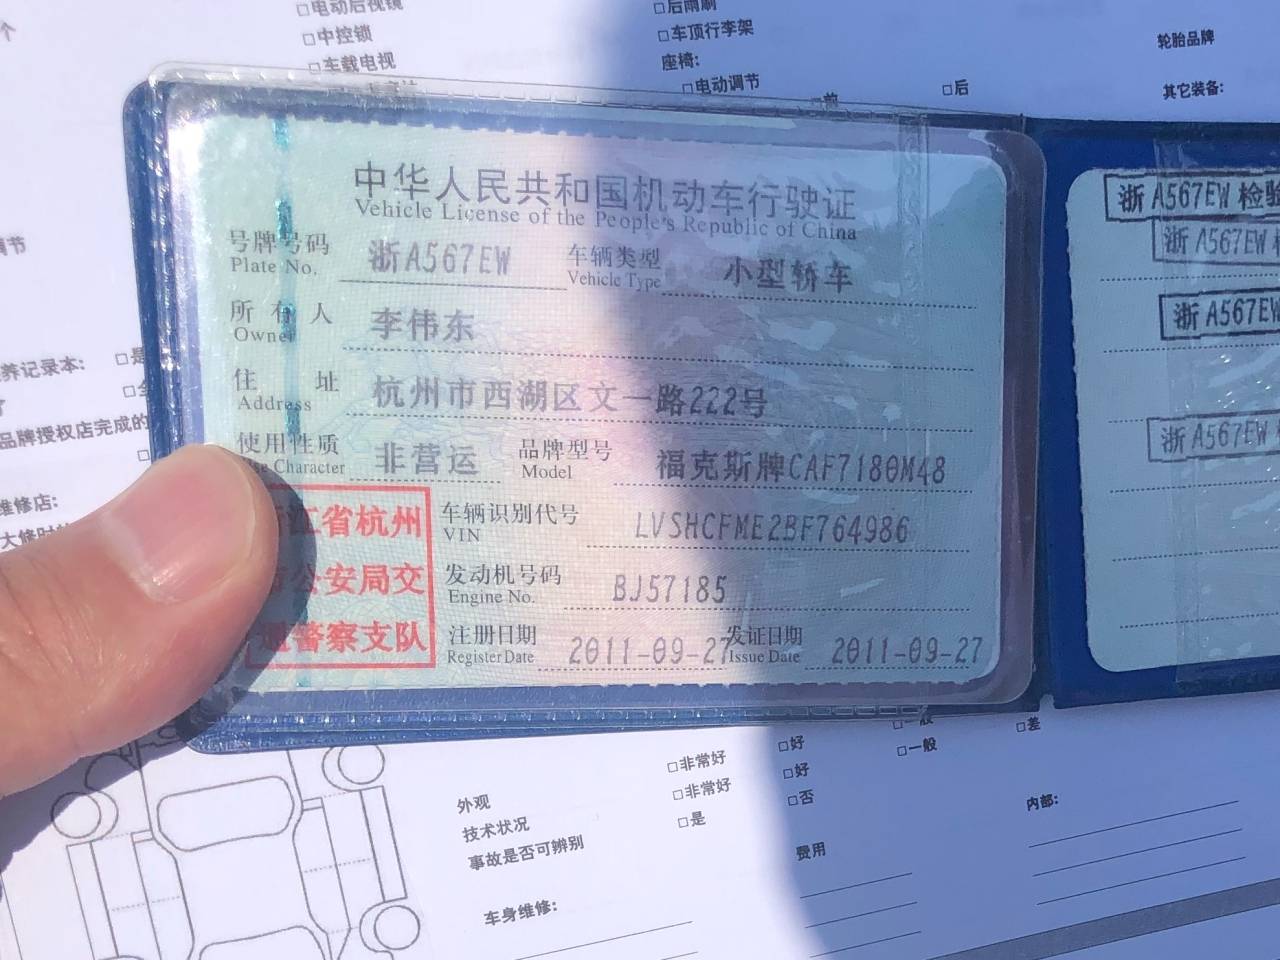 □电动后视镜
□中控锁
□车载电视
□后雨刷
□车顶行李架
座椅:
□电动调节
□后
轮胎品牌
其它装备:
中华人民共和国机动车行驶证
Vehicle License of the People's Republic of China
号牌号码 浙A567EW 车辆类型 小型轿车
Plate No. Vehicle Type
所有人 李伟东
Owner
住址 杭州市西湖区文一路222号
Address
使用性质 非营运 品牌型号 福克斯牌CAF7180M48
Character Model
江省杭州
公安局交
通警察支队
车辆识别代号 LVSHCFME2BF764986
VIN
发动机号码 BJ57185
Engine No.
注册日期 2011-09-27 发证日期 2011-09-27
Register Date Issue Date
浙A567EW 检验
浙A567EW
浙A567EW
浙A567EW
养记录本: □是
品牌授权店完成的
维修店:
□非常好 □好 □一般 □差
□非常好 □好 □一般
□是 □否
外观
技术状况
事故是否可辨别
内部:
费用
车身维修: